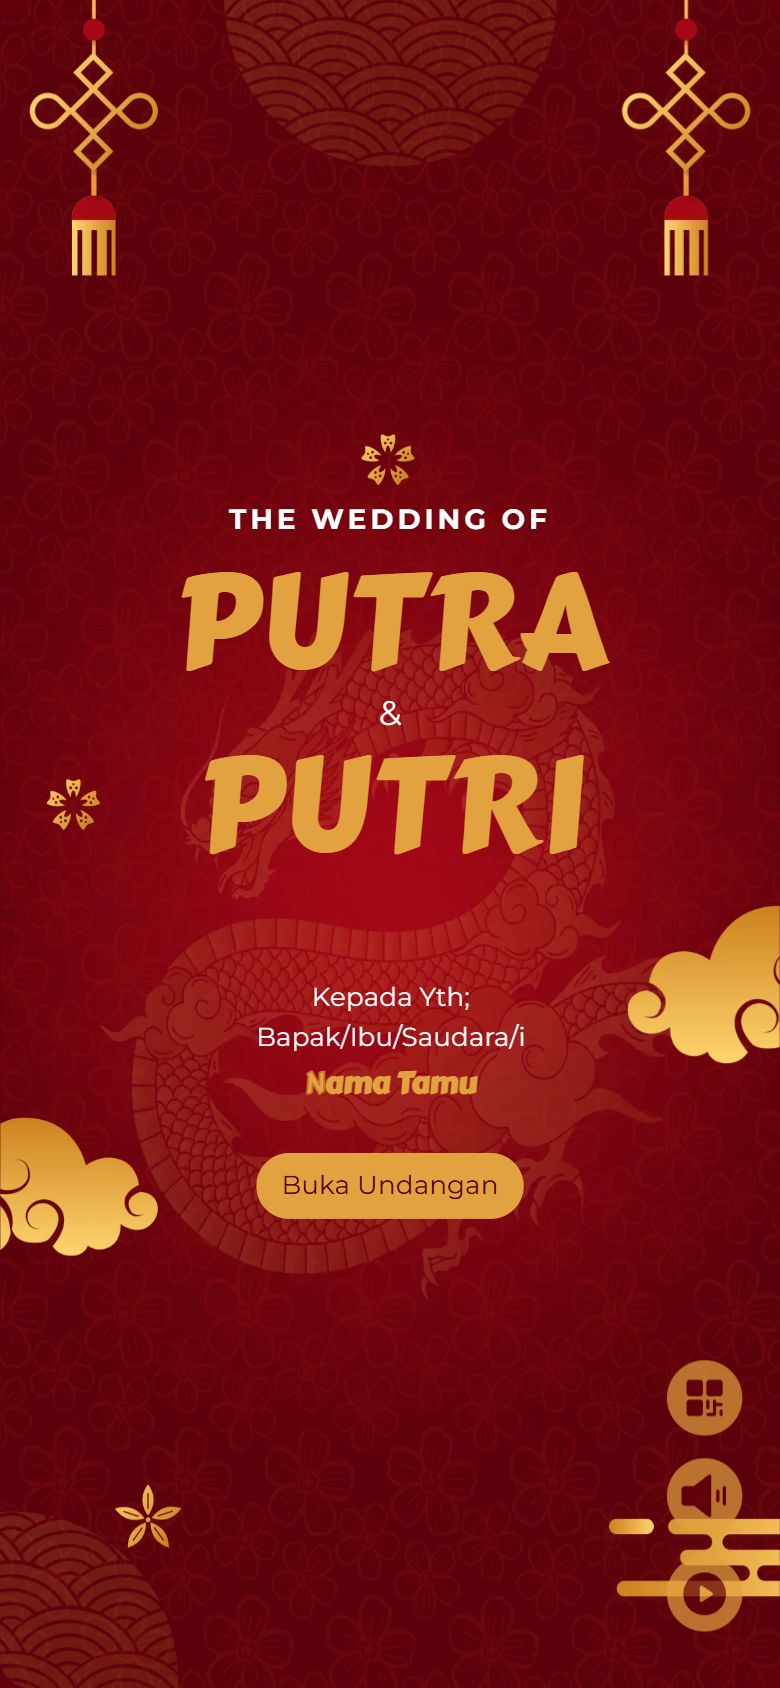 THE WEDDING OF
PUTRA
&
PUTRI
Kepada Yth;
Bapak/Ibu/Saudara/i
Nama Tamu
Buka Undangan